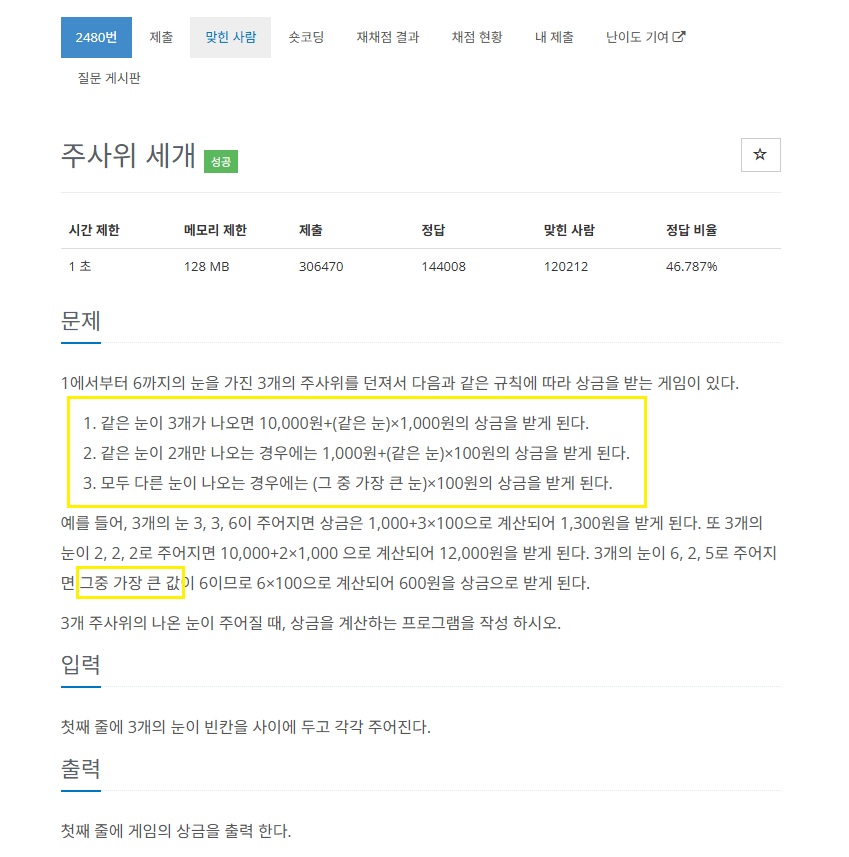 2480번 제출 맞힌 사람 숏코딩 재채점 결과 채점 현황 내 제출 난이도 기여
질문 게시판
주사위 세개 성공
시간 제한 메모리 제한 제출 정답 맞힌 사람 정답 비율
1 초 128 MB 306470 144008 120212 46.787%
문제
1에서부터 6까지의 눈을 가진 3개의 주사위를 던져서 다음과 같은 규칙에 따라 상금을 받는 게임이 있다.
1. 같은 눈이 3개가 나오면 10,000원+(같은 눈)×1,000원의 상금을 받게 된다.
2. 같은 눈이 2개만 나오는 경우에는 1,000원+(같은 눈)×100원의 상금을 받게 된다.
3. 모두 다른 눈이 나오는 경우에는 (그 중 가장 큰 눈)×100원의 상금을 받게 된다.
예를 들어, 3개의 눈 3, 3, 6이 주어지면 상금은 1,000+3×100으로 계산되어 1,300원을 받게 된다. 또 3개의
눈이 2, 2, 2로 주어지면 10,000+2×1,000 으로 계산되어 12,000원을 받게 된다. 3개의 눈이 6, 2, 5로 주어지
면 그중 가장 큰 값이 6이므로 6×100으로 계산되어 600원을 상금으로 받게 된다.
3개 주사위의 나온 눈이 주어질 때, 상금을 계산하는 프로그램을 작성 하시오.
입력
첫째 줄에 3개의 눈이 빈칸을 사이에 두고 각각 주어진다.
출력
첫째 줄에 게임의 상금을 출력 한다.